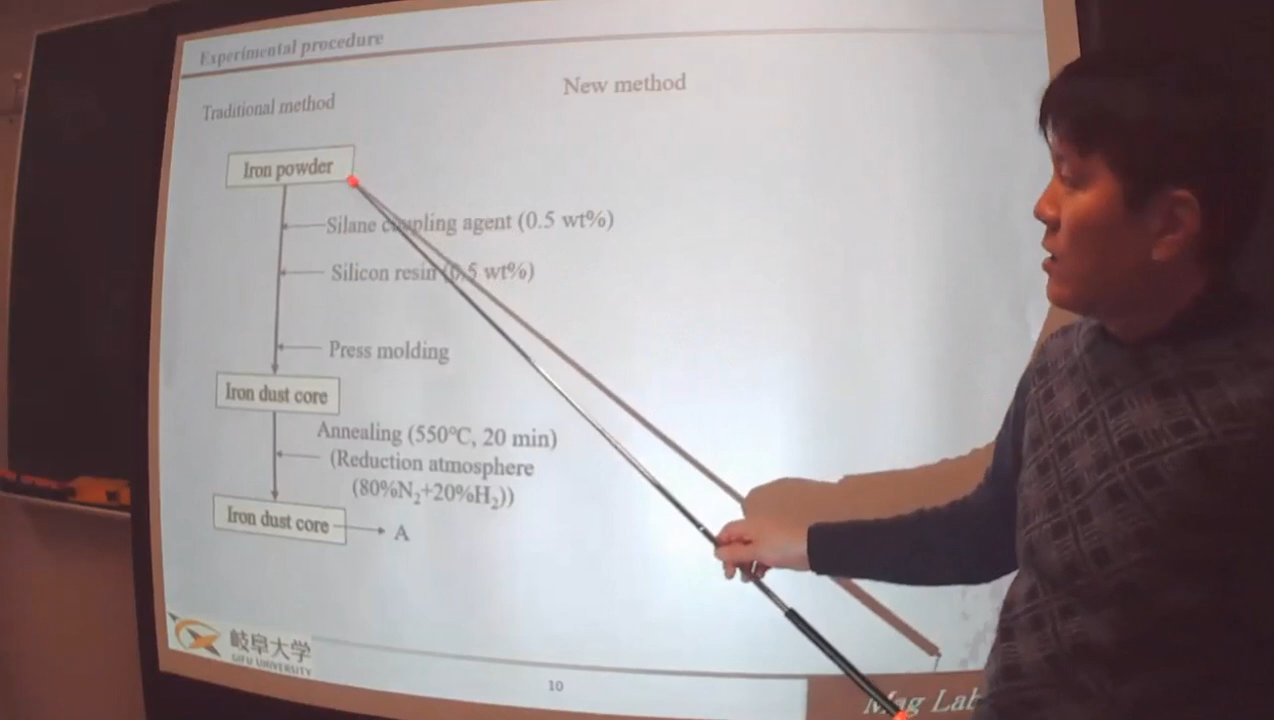 Experimental procedure
Traditional method
New method
Iron powder
Silane coupling agent (0.5 wt%)
Silicon resin (0.5 wt%)
Press molding
Iron dust core
Annealing (550℃, 20 min)
(Reduction atmosphere
(80%N₂+20%H₂))
Iron dust core
A
岐阜大学
GIFU UNIVERSITY
10
Mag Lab